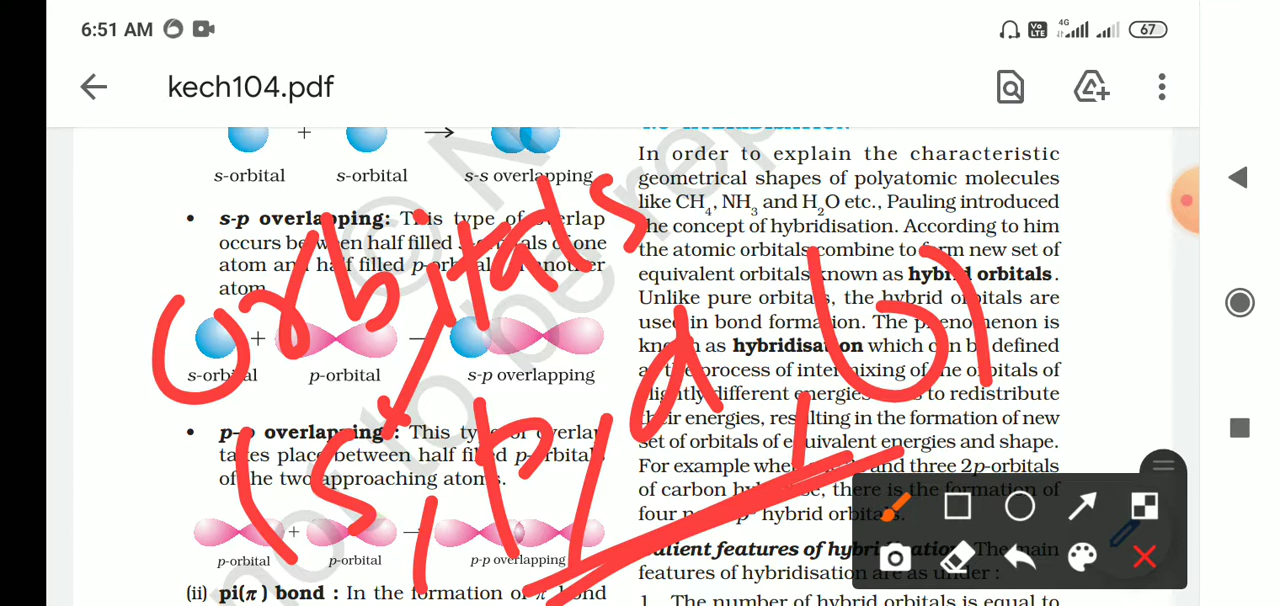 6:51 AM
67
kech104.pdf
s-orbital
+
s-orbital
s-s overlapping
• s-p overlapping: This type of overlap
occurs between half filled s-orbitals of one
atom and half filled p-orbitals of another
atom.
+
s-orbital
p-orbital
s-p overlapping
• p-p overlapping : This type of overlap
takes place between half filled p-orbitals
of the two approaching atoms.
+
p-orbital
p-orbital
p-p overlapping
(ii) pi(π) bond : In the formation of π bond
In order to explain the characteristic
geometrical shapes of polyatomic molecules
like CH4, NH3 and H2O etc., Pauling introduced
the concept of hybridisation. According to him
the atomic orbitals combine to form new set of
equivalent orbitals known as hybrid orbitals.
Unlike pure orbitals, the hybrid orbitals are
used in bond formation. The phenomenon is
known as hybridisation which can be defined
as the process of intermixing of the orbitals of
slightly different energies so as to redistribute
their energies, resulting in the formation of new
set of orbitals of equivalent energies and shape.
For example when and three 2p-orbitals
of carbon hybridise, there is the formation of
four new hybrid orbitals.
Salient features of hybridisation: The main
features of hybridisation are as under :
1. The number of hybrid orbitals is equal to
orbitals
s, p, d